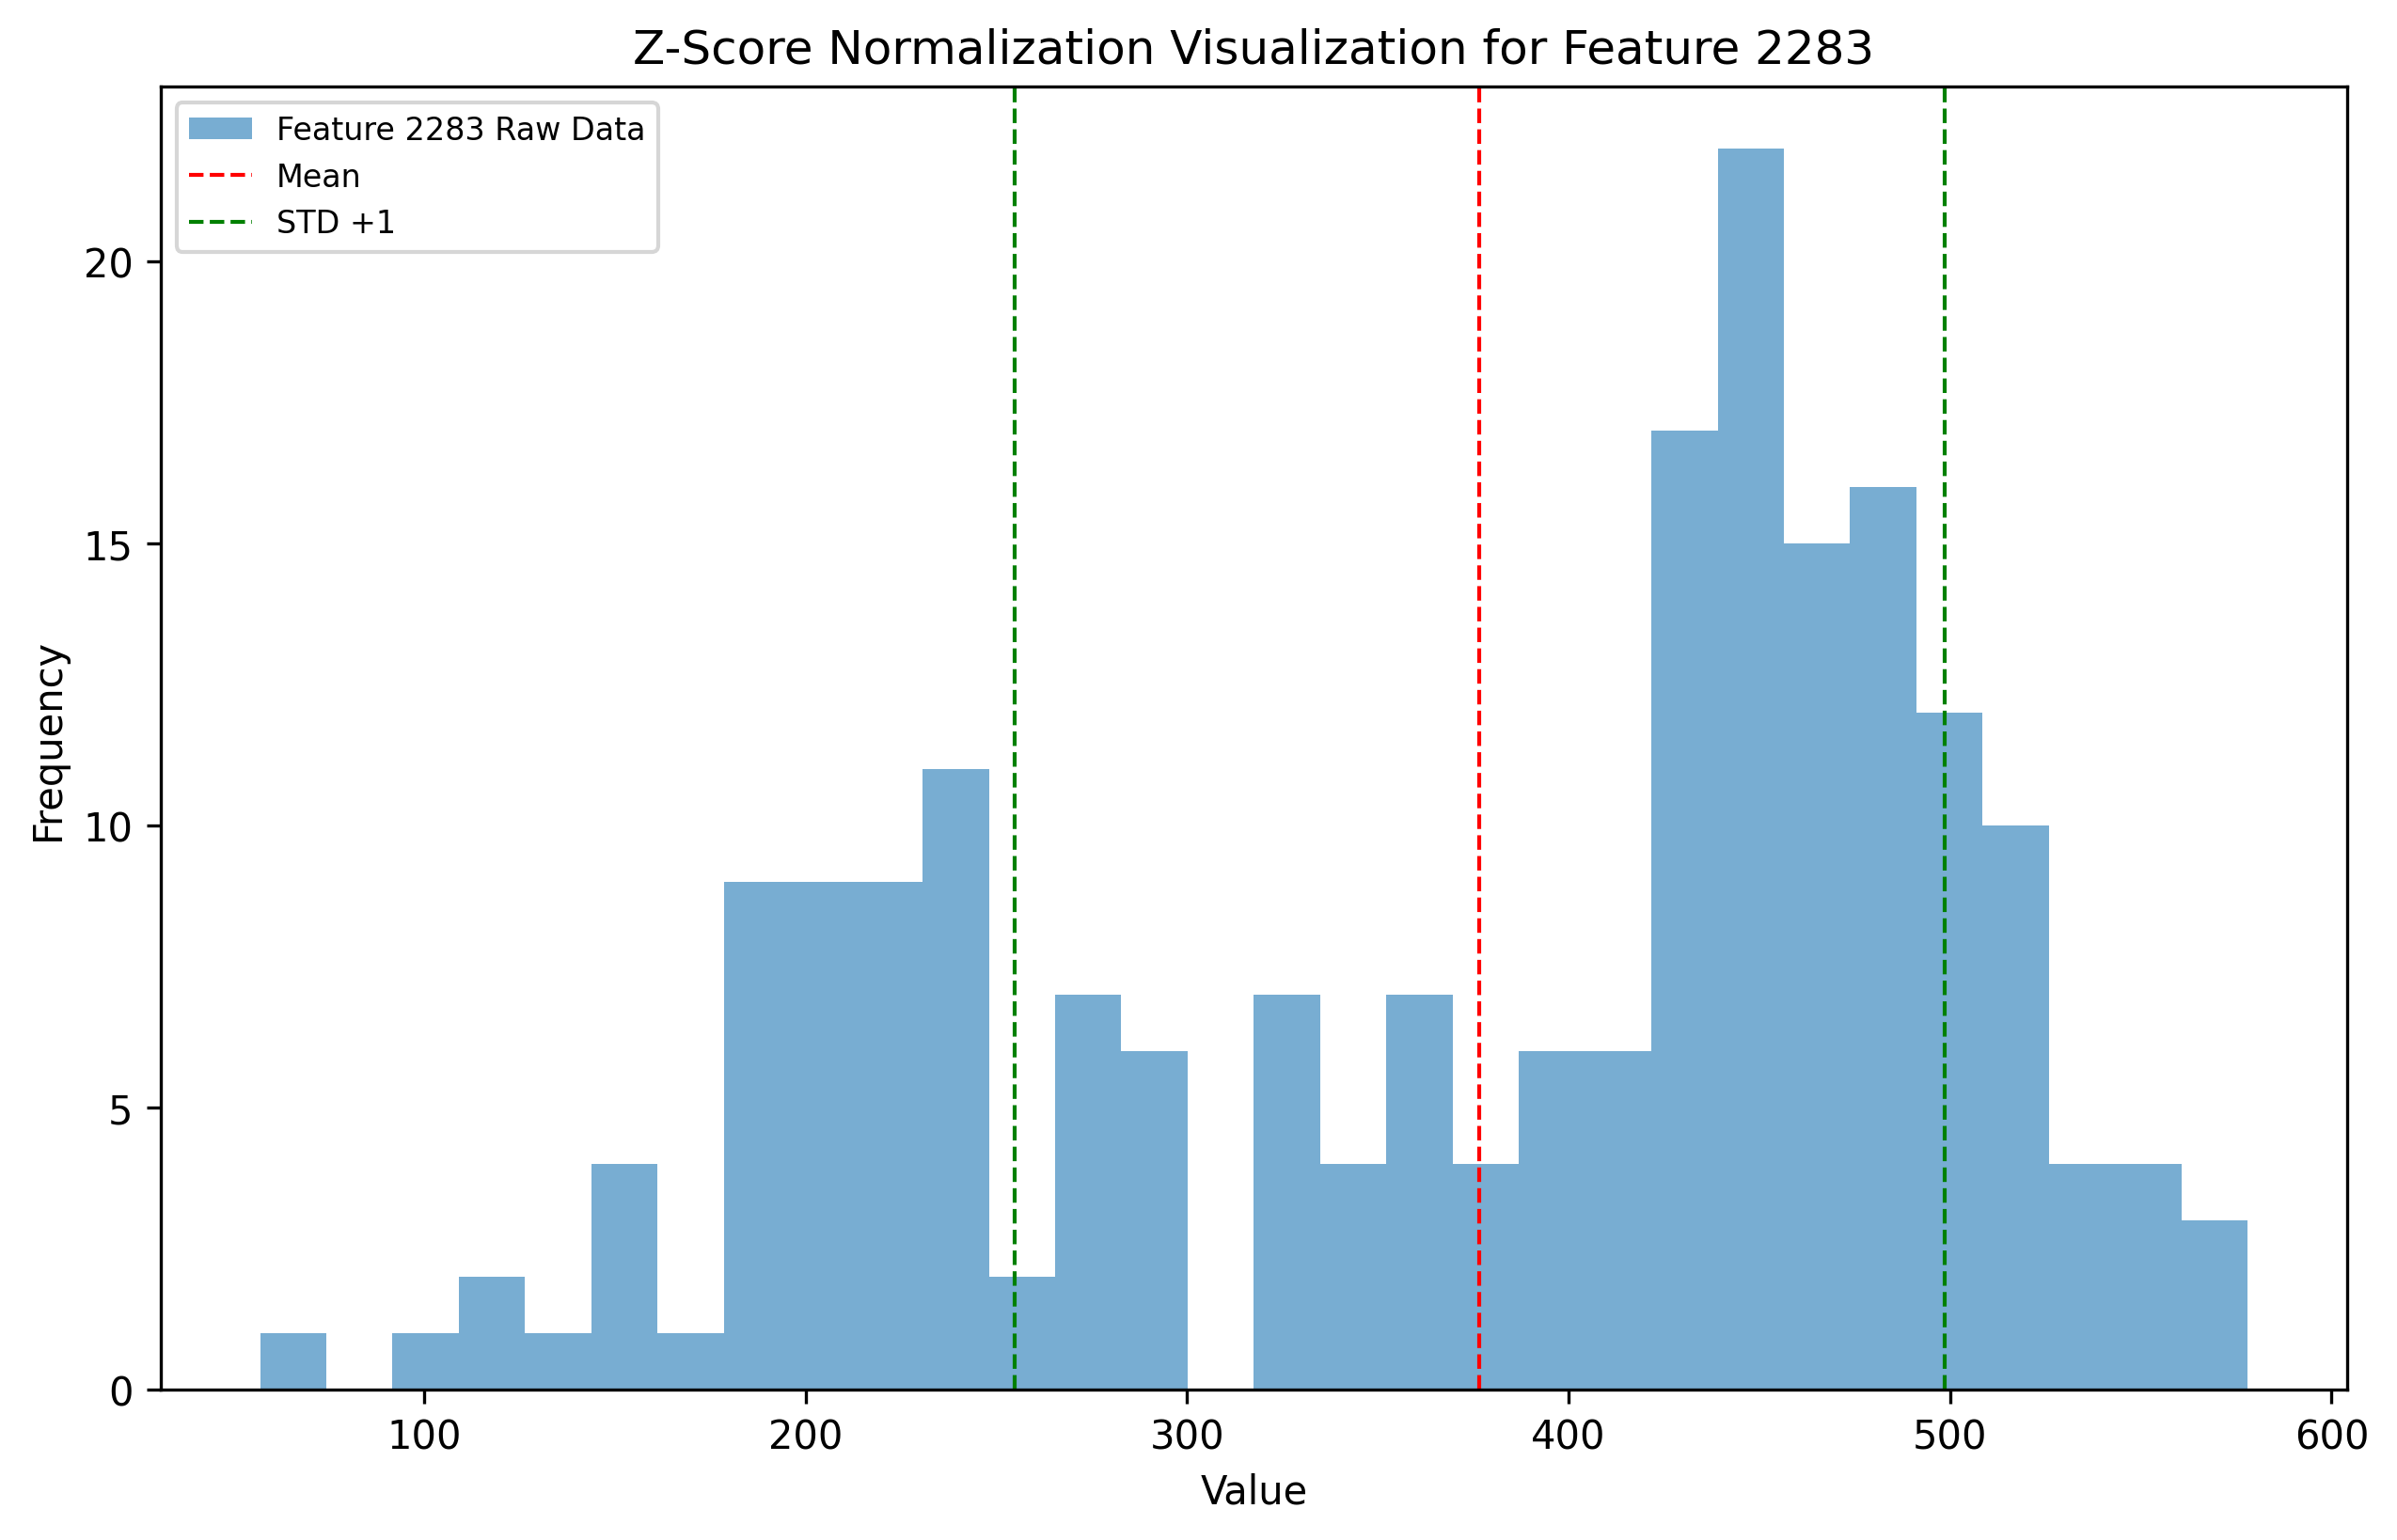 Z-Score Normalization Visualization for Feature 2283
Feature 2283 Raw Data
Mean
STD +1
Frequency
20
15
10
5
0
100 200 300 400 500 600
Value